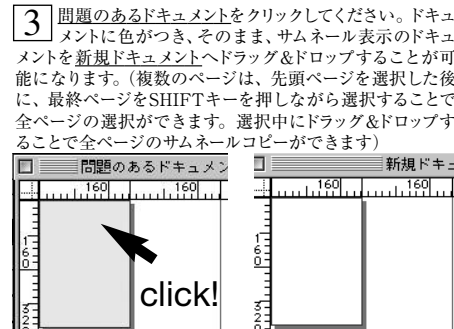 3 問題のあるドキュメントをクリックしてください。ドキュ
メントに色がつき、そのまま、サムネール表示のドキュ
メントを新規ドキュメントへドラッグ&ドロップすることが可
能になります。(複数のページは、先頭ページを選択した後
に、最終ページをSHIFTキーを押しながら選択することで
全ページの選択ができます。選択中にドラッグ&ドロップす
ることで全ページのサムネールコピーができます)
問題のあるドキュメン
新規ドキュ
160 160
160 160
160
160
click!
32
32